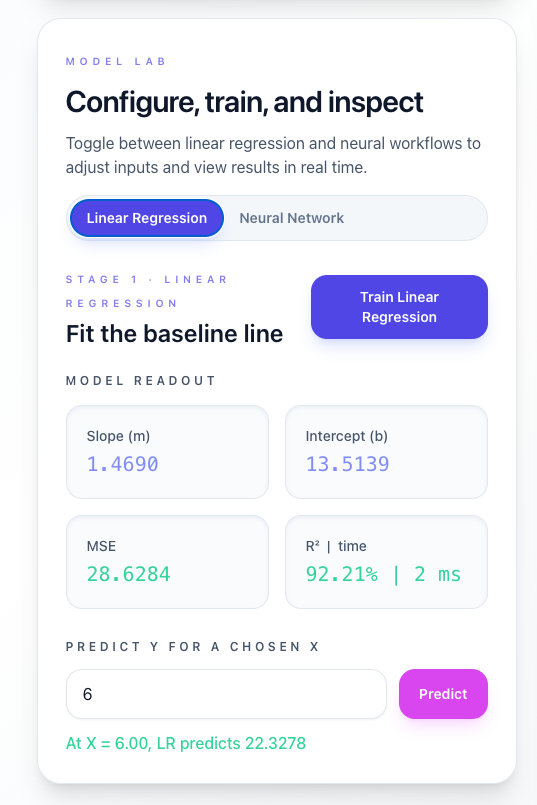 MODEL LAB
Configure, train, and inspect
Toggle between linear regression and neural workflows to
adjust inputs and view results in real time.
Linear Regression
Neural Network
STAGE 1 · LINEAR
REGRESSION
Fit the baseline line
Train Linear
Regression
MODEL READOUT
Slope (m)
1.4690
Intercept (b)
13.5139
MSE
28.6284
R² | time
92.21% | 2 ms
PREDICT Y FOR A CHOSEN X
6
Predict
At X = 6.00, LR predicts 22.3278